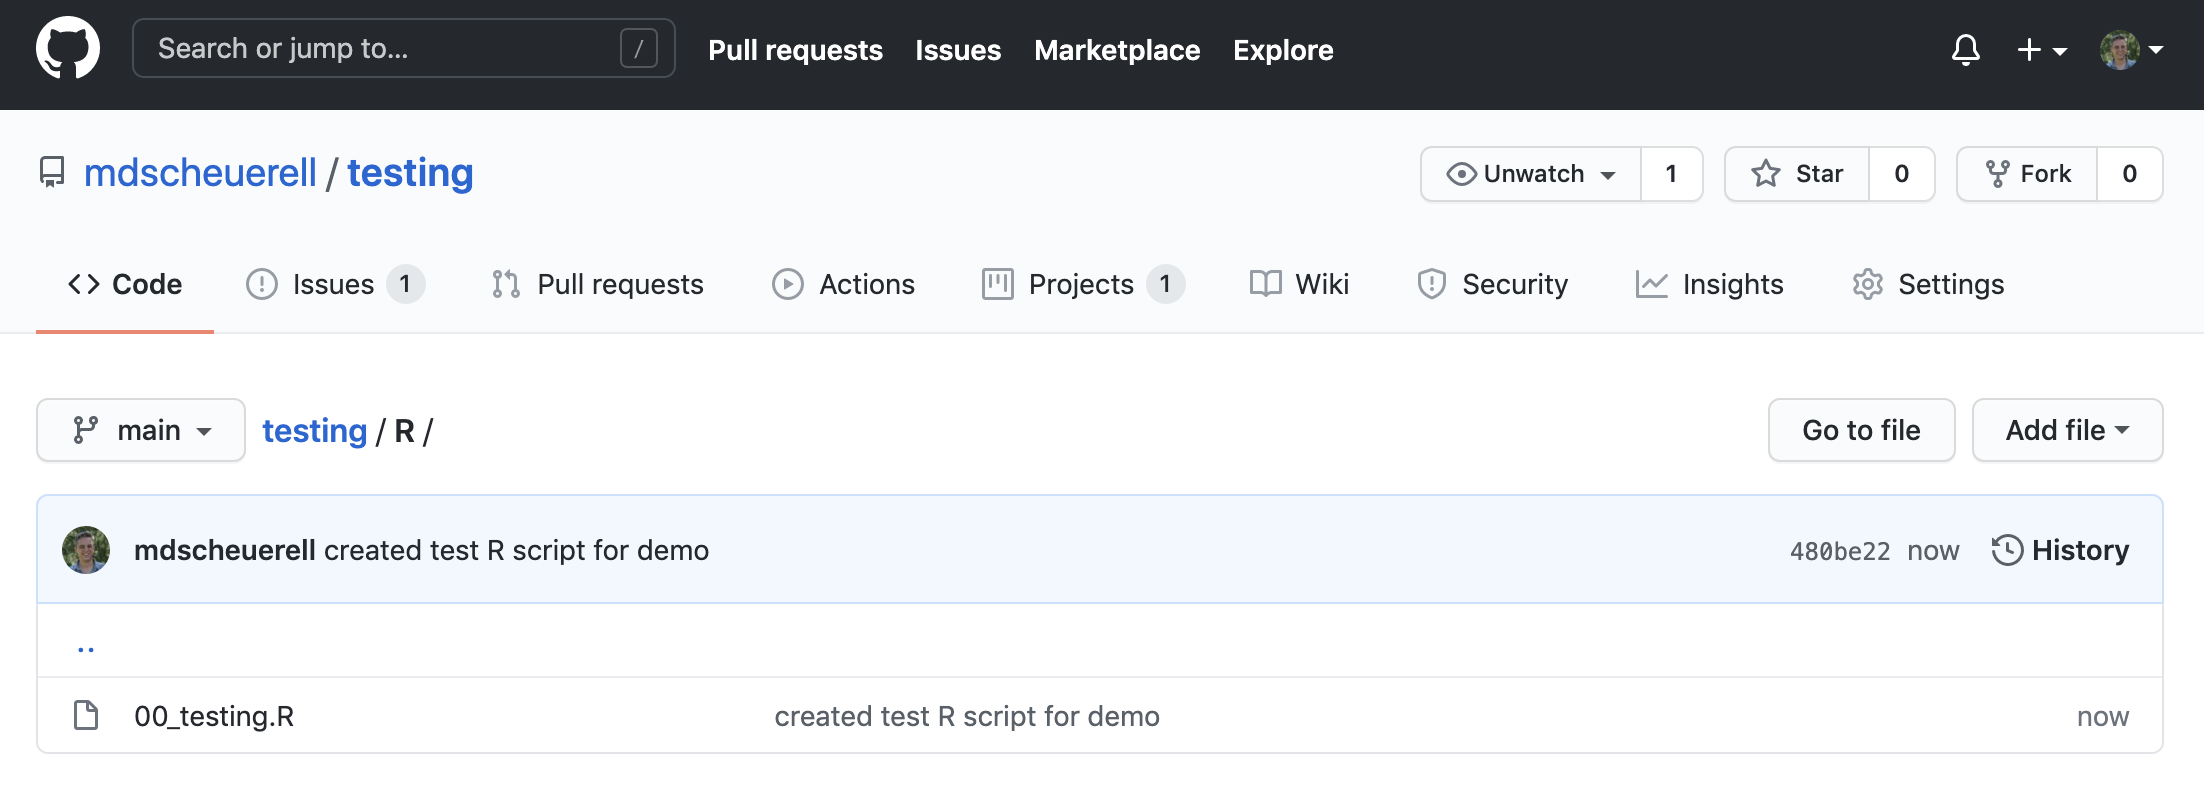 Search or jump to... / Pull requests Issues Marketplace Explore
mdscheuerell / testing Unwatch 1 Star 0 Fork 0
Code Issues 1 Pull requests Actions Projects 1 Wiki Security Insights Settings
main testing / R / Go to file Add file
mdscheuerell created test R script for demo 480be22 now History
..
00_testing.R created test R script for demo now